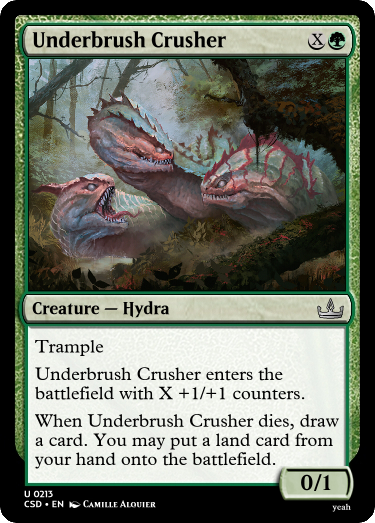 Underbrush Crusher X
Creature — Hydra
Trample
Underbrush Crusher enters the
battlefield with X +1/+1 counters.
When Underbrush Crusher dies, draw
a card. You may put a land card from
your hand onto the battlefield.
0/1
U 0213
CSD • EN Camille Alquier
yeah